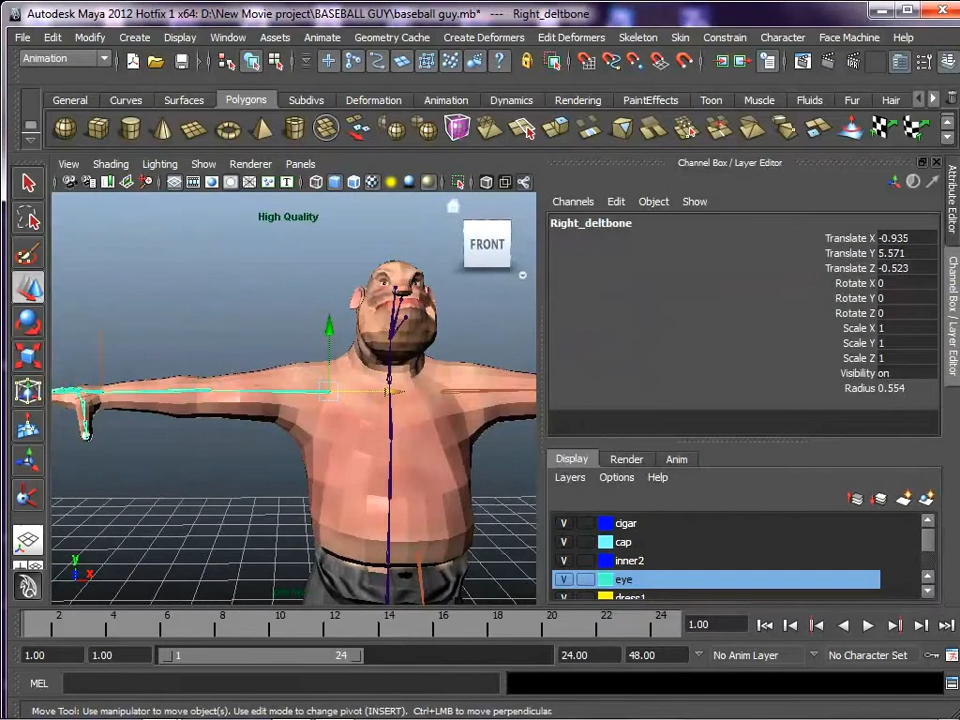 Autodesk Maya 2012 Hotfix 1 x64: D:\New Movie project\BASEBALL GUY\baseball guy.mb* --- Right_deltbone
File Edit Modify Create Display Window Assets Animate Geometry Cache Create Deformers Edit Deformers Skeleton Skin Constrain Character Face Machine Help
Animation
General Curves Surfaces Polygons Subdivs Deformation Animation Dynamics Rendering PaintEffects Toon Muscle Fluids Fur Hair
View Shading Lighting Show Renderer Panels
Channel Box / Layer Editor
Attribute Editor
Channel Box / Layer Editor
Channels Edit Object Show
High Quality
FRONT
Right_deltbone
Translate X -0.935
Translate Y 5.571
Translate Z -0.523
Rotate X 0
Rotate Y 0
Rotate Z 0
Scale X 1
Scale Y 1
Scale Z 1
Visibility on
Radius 0.554
Display Render Anim
Layers Options Help
V cigar
V cap
V inner2
V eye
V dress1
y
z x
2 4 6 8 10 12 14 16 18 20 22 24 1.00
1.00 1.00 1 24 24.00 48.00 No Anim Layer No Character Set
MEL
Move Tool: Use manipulator to move object(s). Use edit mode to change pivot (INSERT). Ctrl+LMB to move perpendicular.